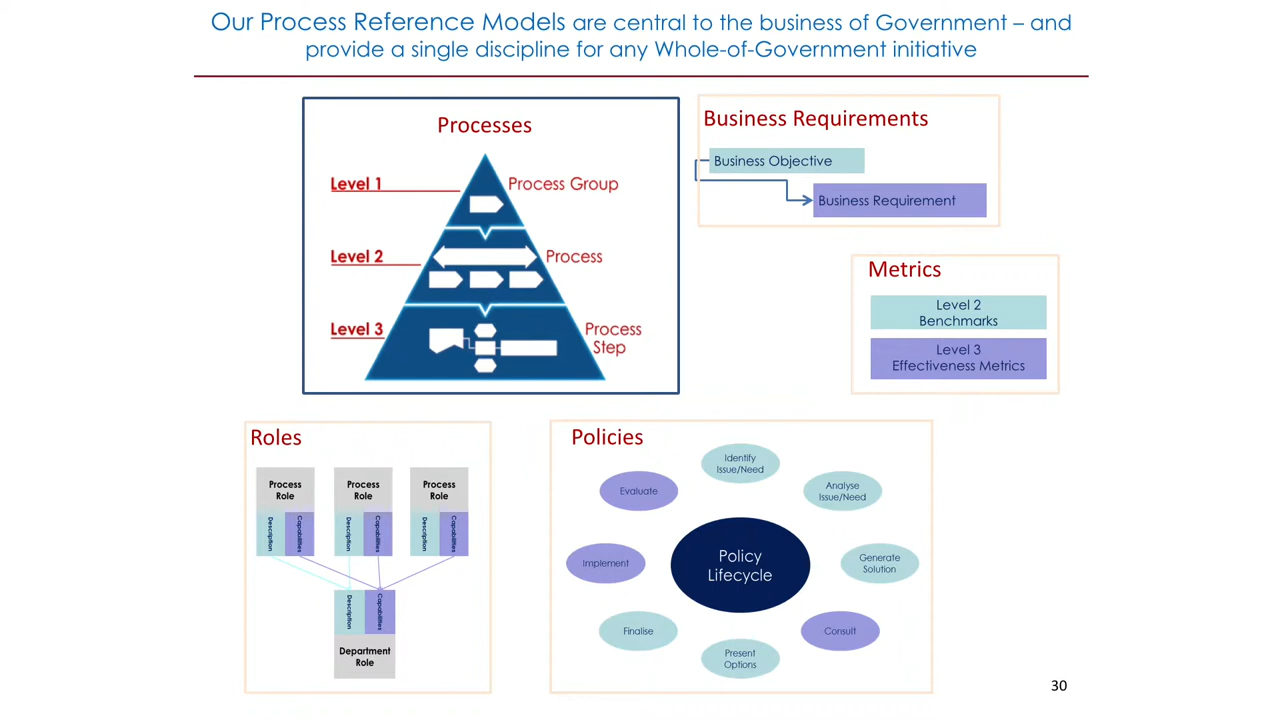 Our Process Reference Models are central to the business of Government – and
provide a single discipline for any Whole-of-Government initiative
Processes
Level 1
Process Group
Level 2
Process
Level 3
Process
Step
Business Requirements
Business Objective
Business Requirement
Metrics
Level 2
Benchmarks
Level 3
Effectiveness Metrics
Roles
Process
Role
Process
Role
Process
Role
Description
Capabilities
Description
Capabilities
Description
Capabilities
Description
Capabilities
Department
Role
Policies
Identify
Issue/Need
Analyse
Issue/Need
Generate
Solution
Consult
Present
Options
Finalise
Implement
Evaluate
Policy
Lifecycle
30